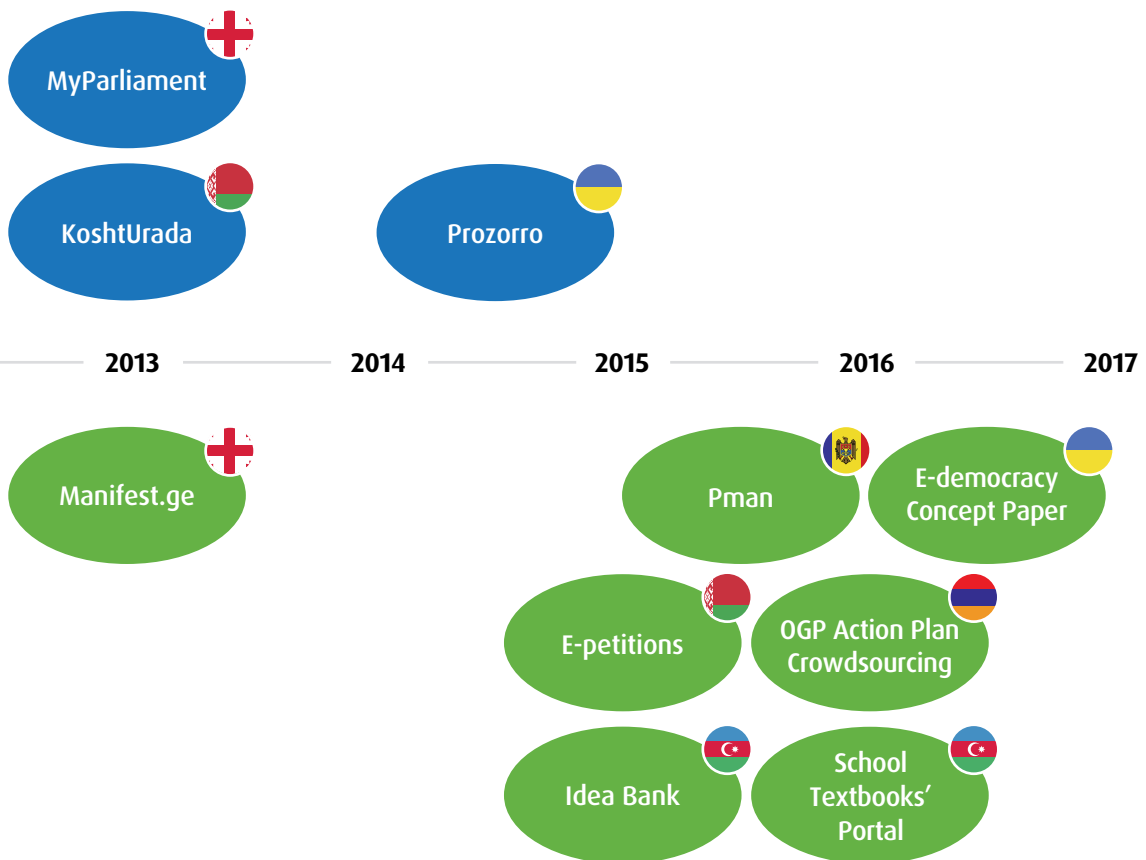 MyParliament
KoshtUrada
Prozorro
2013
2014
2015
2016
2017
Manifest.ge
Pman
E-democracy
Concept Paper
E-petitions
OGP Action Plan
Crowdsourcing
Idea Bank
School
Textbooks’
Portal